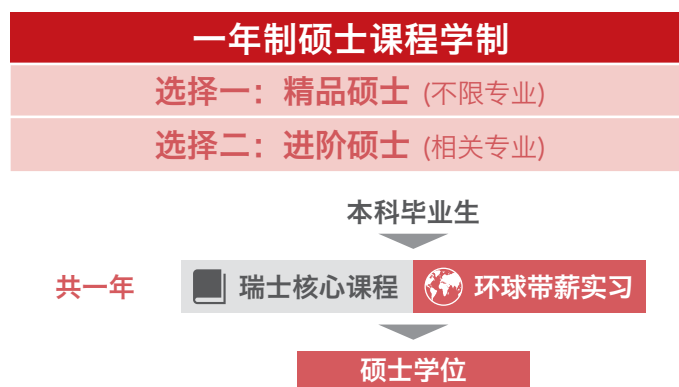 一年制硕士课程学制
选择一：精品硕士 (不限专业)
选择二：进阶硕士 (相关专业)
本科毕业生
共一年 瑞士核心课程 环球带薪实习
硕士学位